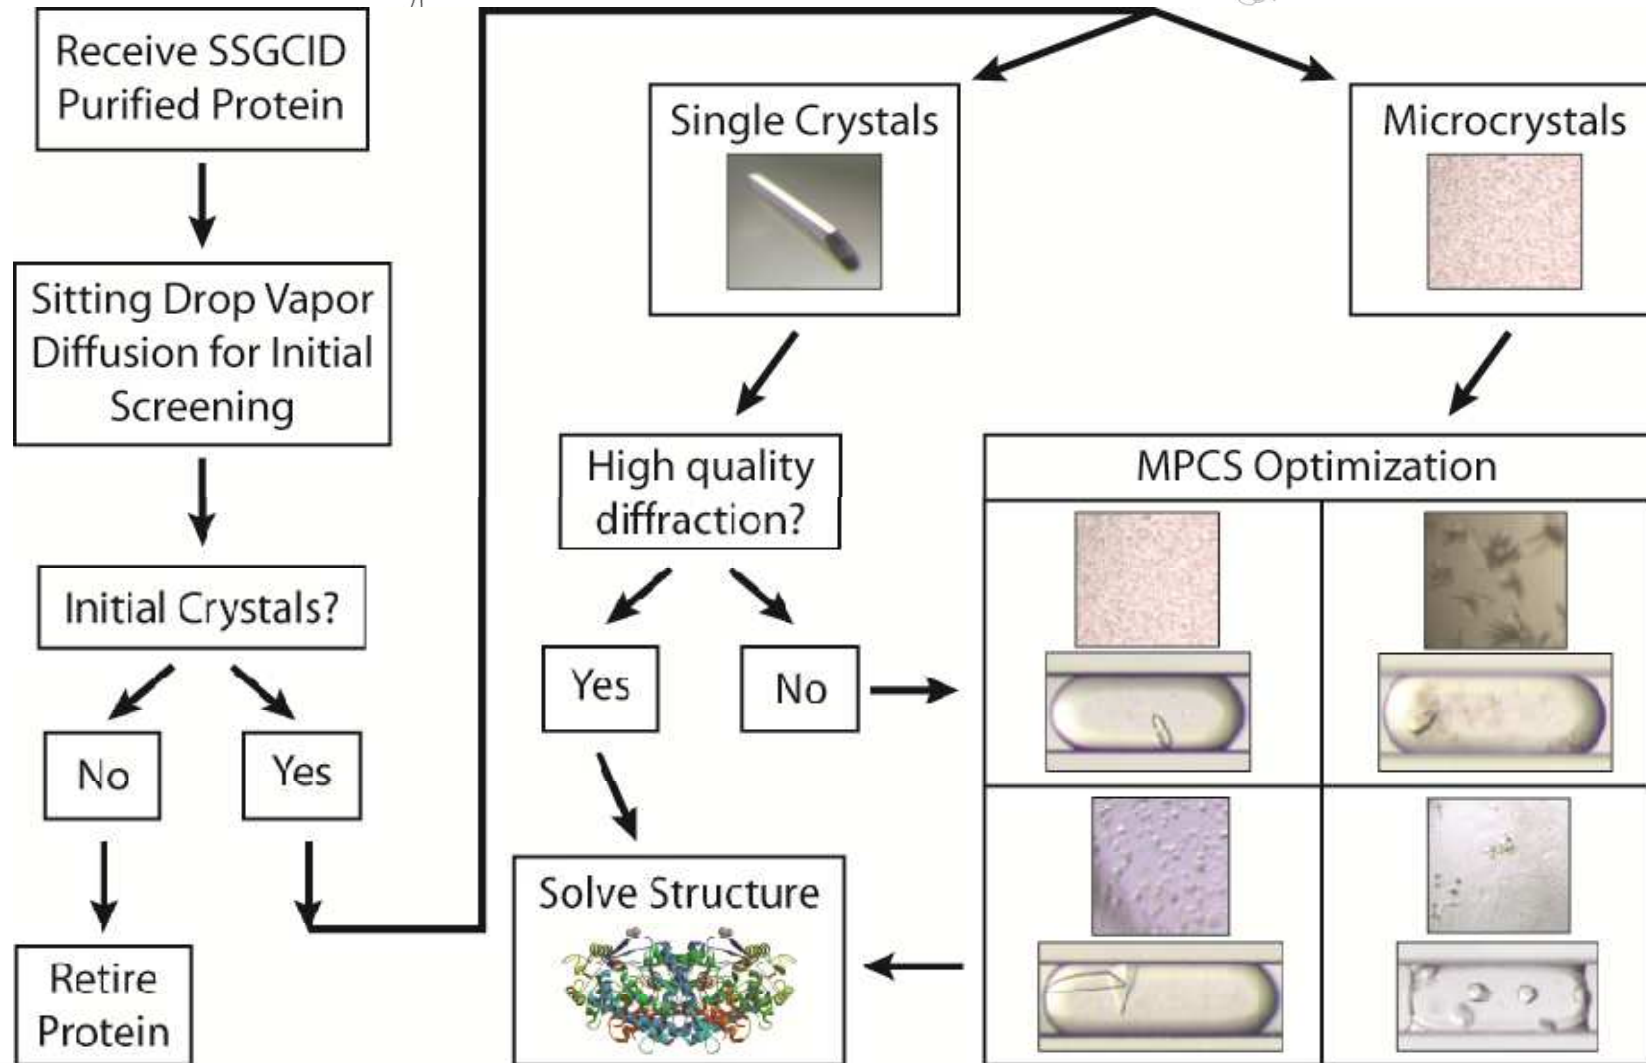 Receive SSGCID
Purified Protein
Sitting Drop Vapor
Diffusion for Initial
Screening
Initial Crystals?
No
Yes
Retire
Protein
Single Crystals
Microcrystals
High quality
diffraction?
Yes
No
Solve Structure
MPCS Optimization